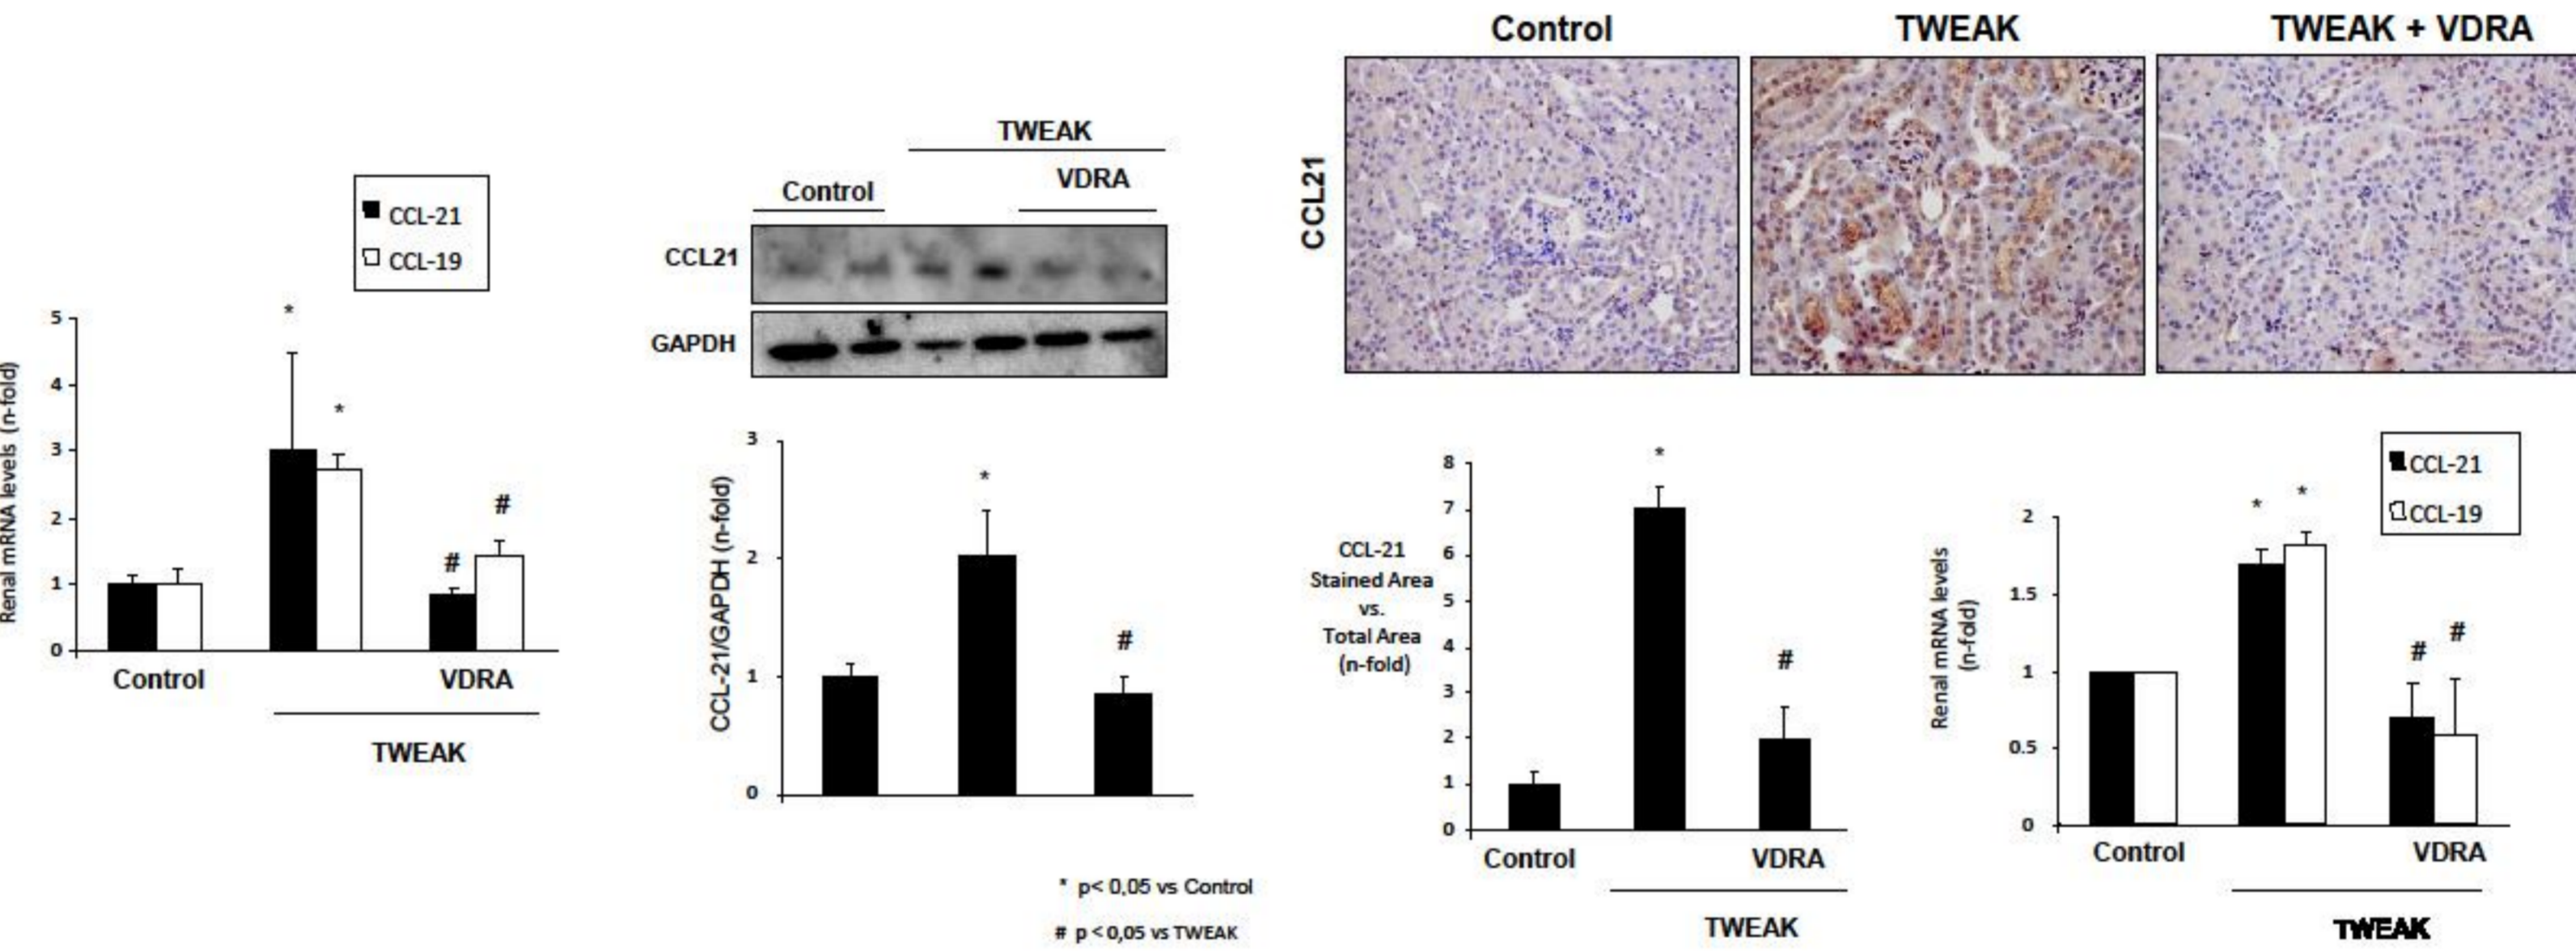 CCL-21
CCL-19
Renal mRNA levels (n-fold)
5
4
3
2
1
0
*
*
#
#
Control
VDRA
TWEAK
TWEAK
Control
VDRA
CCL21
GAPDH
CCL-21/GAPDH (n-fold)
3
2
1
0
*
#
* p< 0,05 vs Control
# p < 0,05 vs TWEAK
Control
TWEAK
TWEAK + VDRA
CCL21
CCL-21
Stained Area
vs.
Total Area
(n-fold)
8
7
6
5
4
3
2
1
0
*
#
Control
VDRA
TWEAK
CCL-21
CCL-19
Renal mRNA levels
(n-fold)
2
1.5
1
0.5
0
*
*
#
#
Control
VDRA
TWEAK